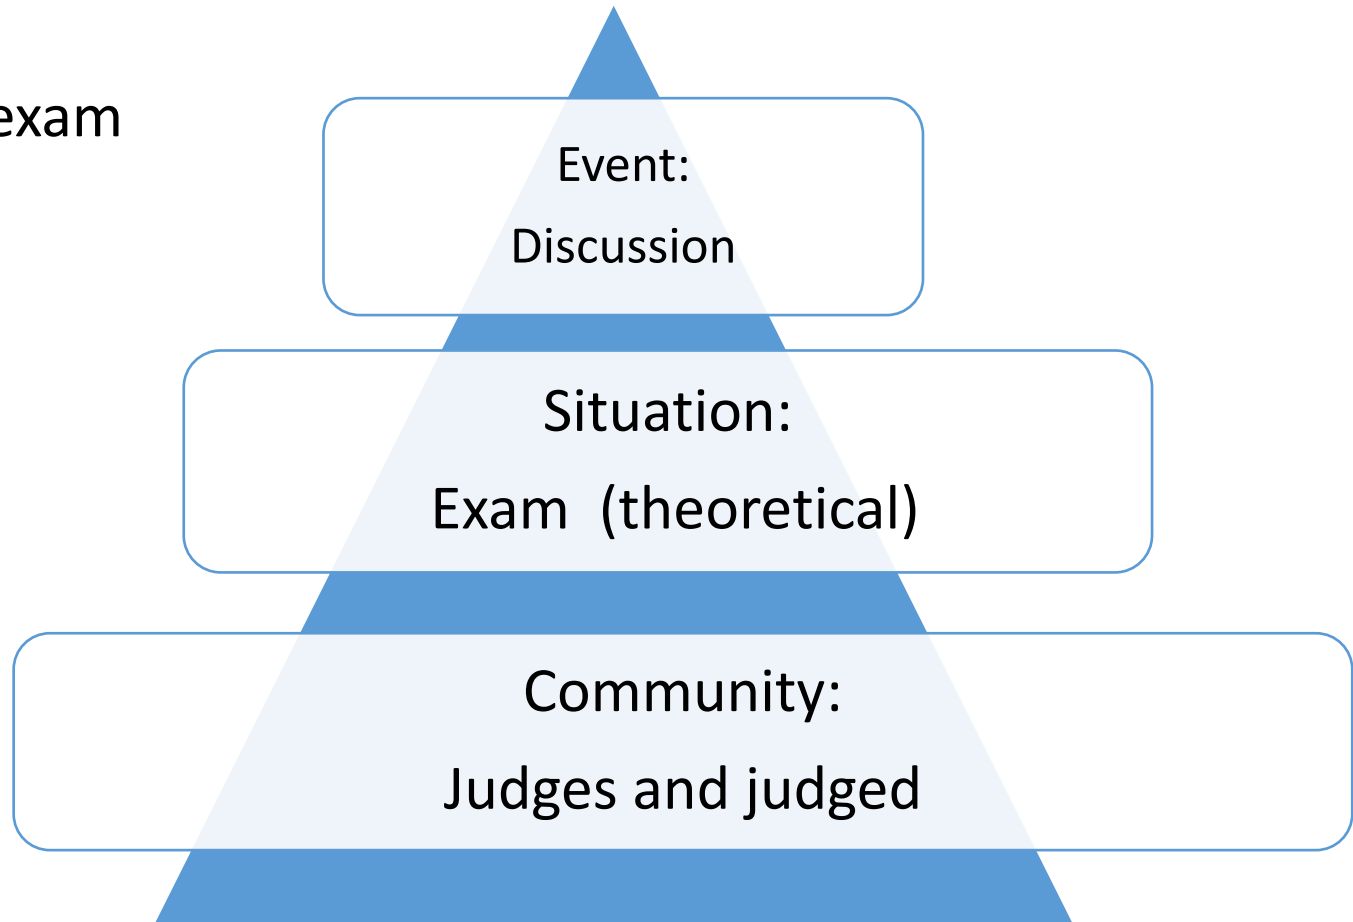 exam
Event:
Discussion
Situation:
Exam  (theoretical)
Community:
Judges and judged